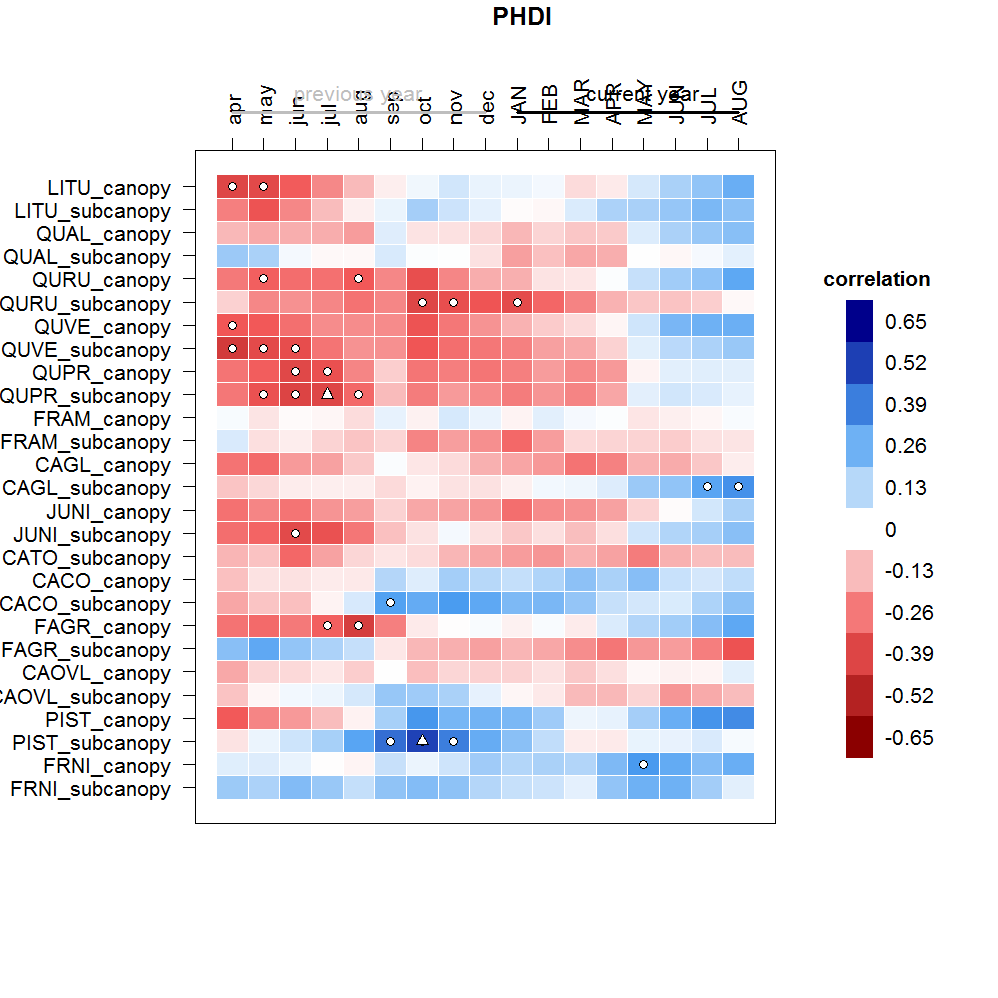 PHDI
previous year
current year
apr
may
jun
jul
aug
sep
oct
nov
dec
JAN
FEB
MAR
APR
MAY
JUN
JUL
AUG
LITU_canopy
LITU_subcanopy
QUAL_canopy
QUAL_subcanopy
QURU_canopy
QURU_subcanopy
QUVE_canopy
QUVE_subcanopy
QUPR_canopy
QUPR_subcanopy
FRAM_canopy
FRAM_subcanopy
CAGL_canopy
CAGL_subcanopy
JUNI_canopy
JUNI_subcanopy
CATO_subcanopy
CACO_canopy
CACO_subcanopy
FAGR_canopy
FAGR_subcanopy
CAOVL_canopy
CAOVL_subcanopy
PIST_canopy
PIST_subcanopy
FRNI_canopy
FRNI_subcanopy
correlation
0.65
0.52
0.39
0.26
0.13
0
-0.13
-0.26
-0.39
-0.52
-0.65